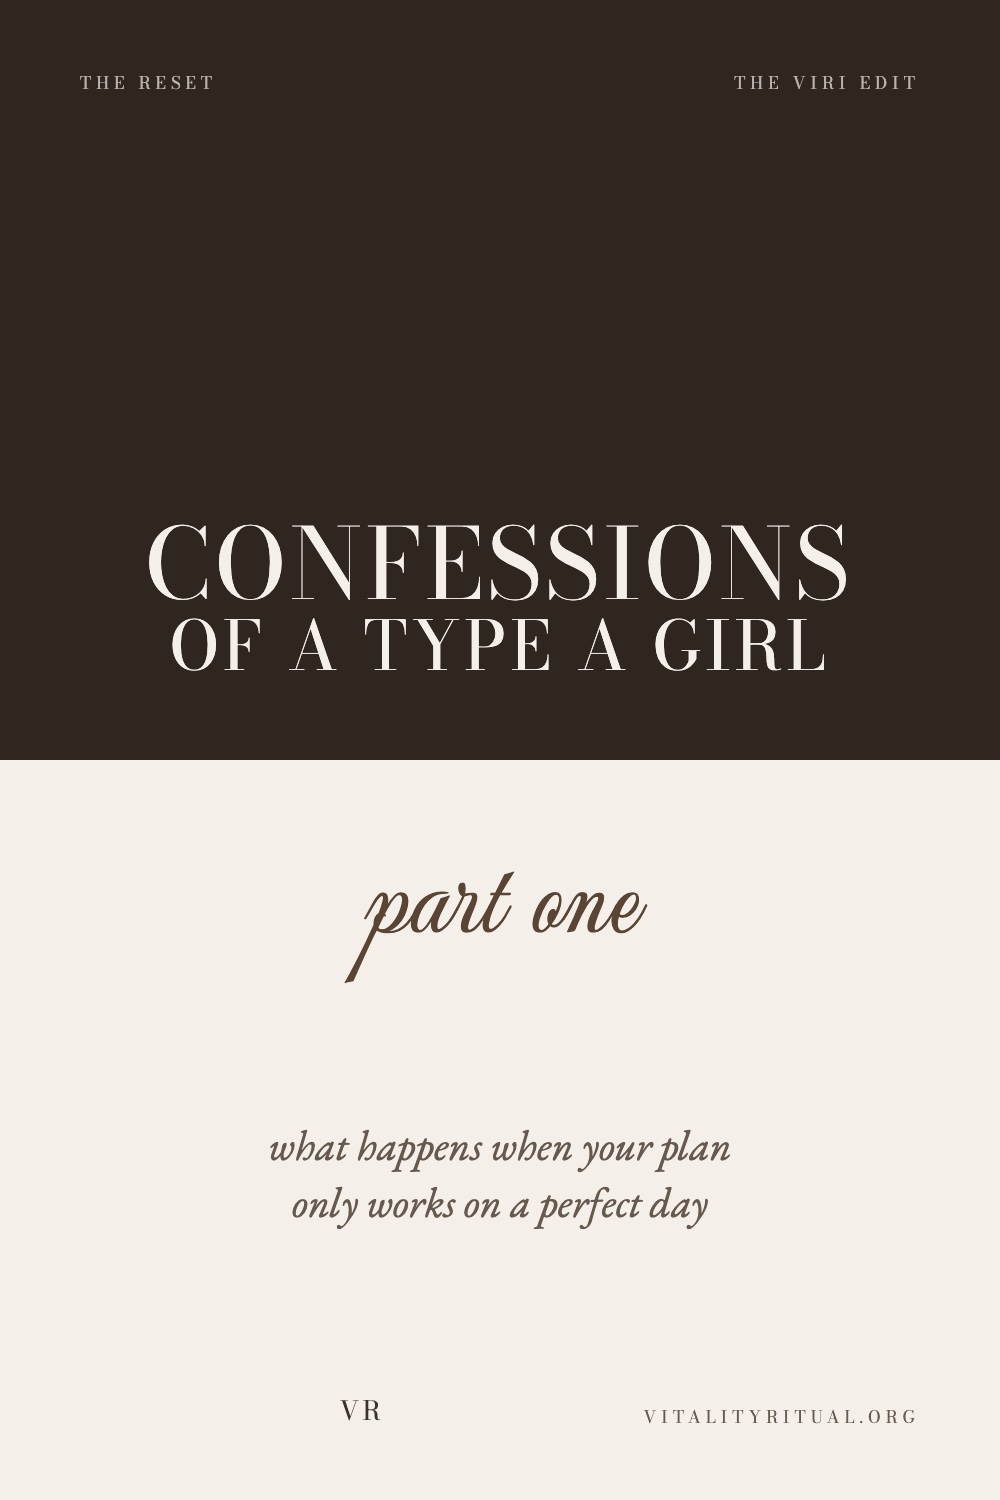 THE RESET
THE VIRI EDIT
CONFESSIONS
OF A TYPE A GIRL
part one
what happens when your plan
only works on a perfect day
VR
VITALITYRITUAL.ORG